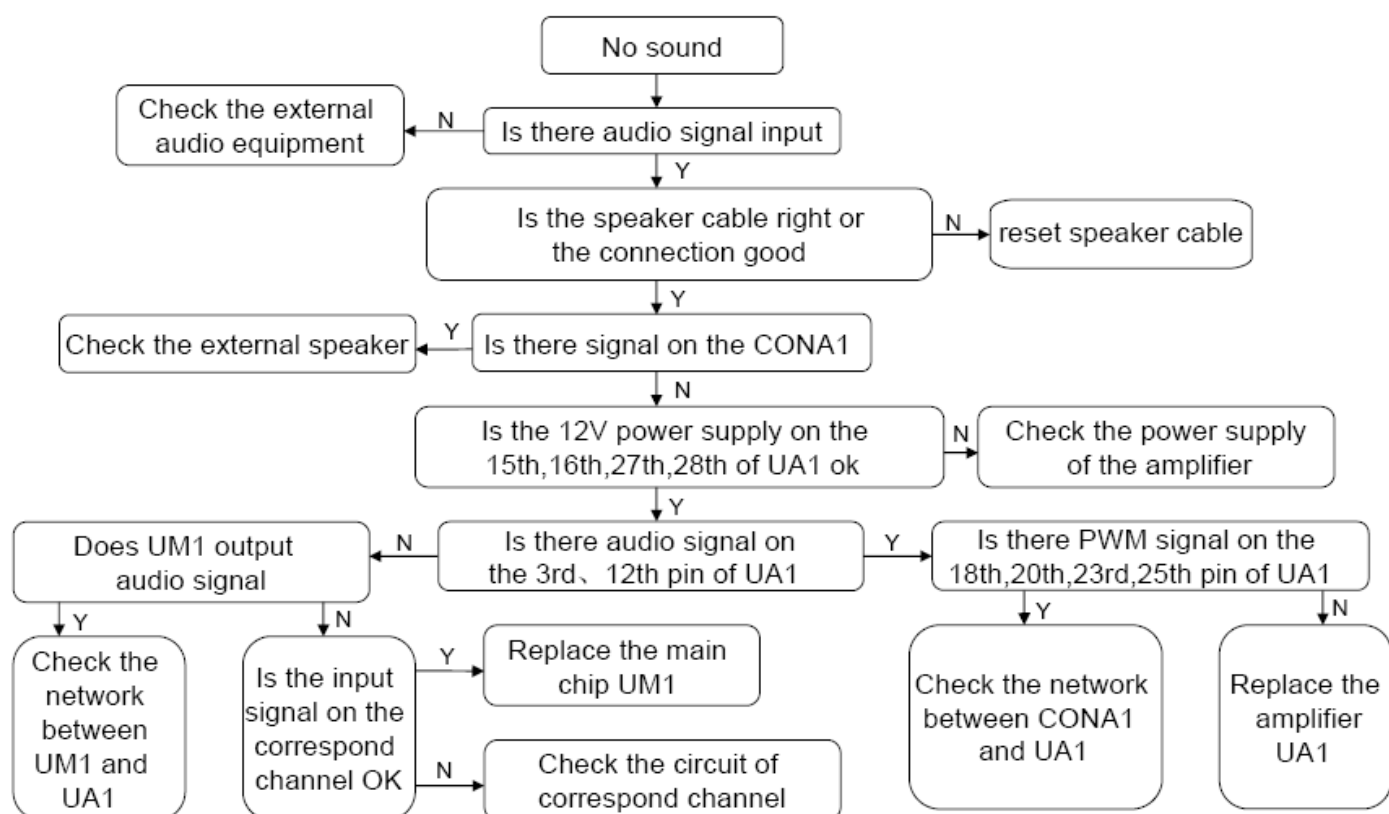 No sound
Check the external
audio equipment
N
Is there audio signal input
Y
Is the speaker cable right or
the connection good
N
reset speaker cable
Y
Check the external speaker
Y
Is there signal on the CONA1
N
Is the 12V power supply on the
15th,16th,27th,28th of UA1 ok
N
Check the power supply
of the amplifier
Y
Does UM1 output
audio signal
N
Is there audio signal on
the 3rd、12th pin of UA1
Y
Is there PWM signal on the
18th,20th,23rd,25th pin of UA1
Y
N
Y
N
Check the
network
between
UM1 and
UA1
Is the input
signal on the
correspond
channel OK
Y
Replace the main
chip UM1
N
Check the circuit of
correspond channel
Check the network
between CONA1
and UA1
Replace the
amplifier
UA1